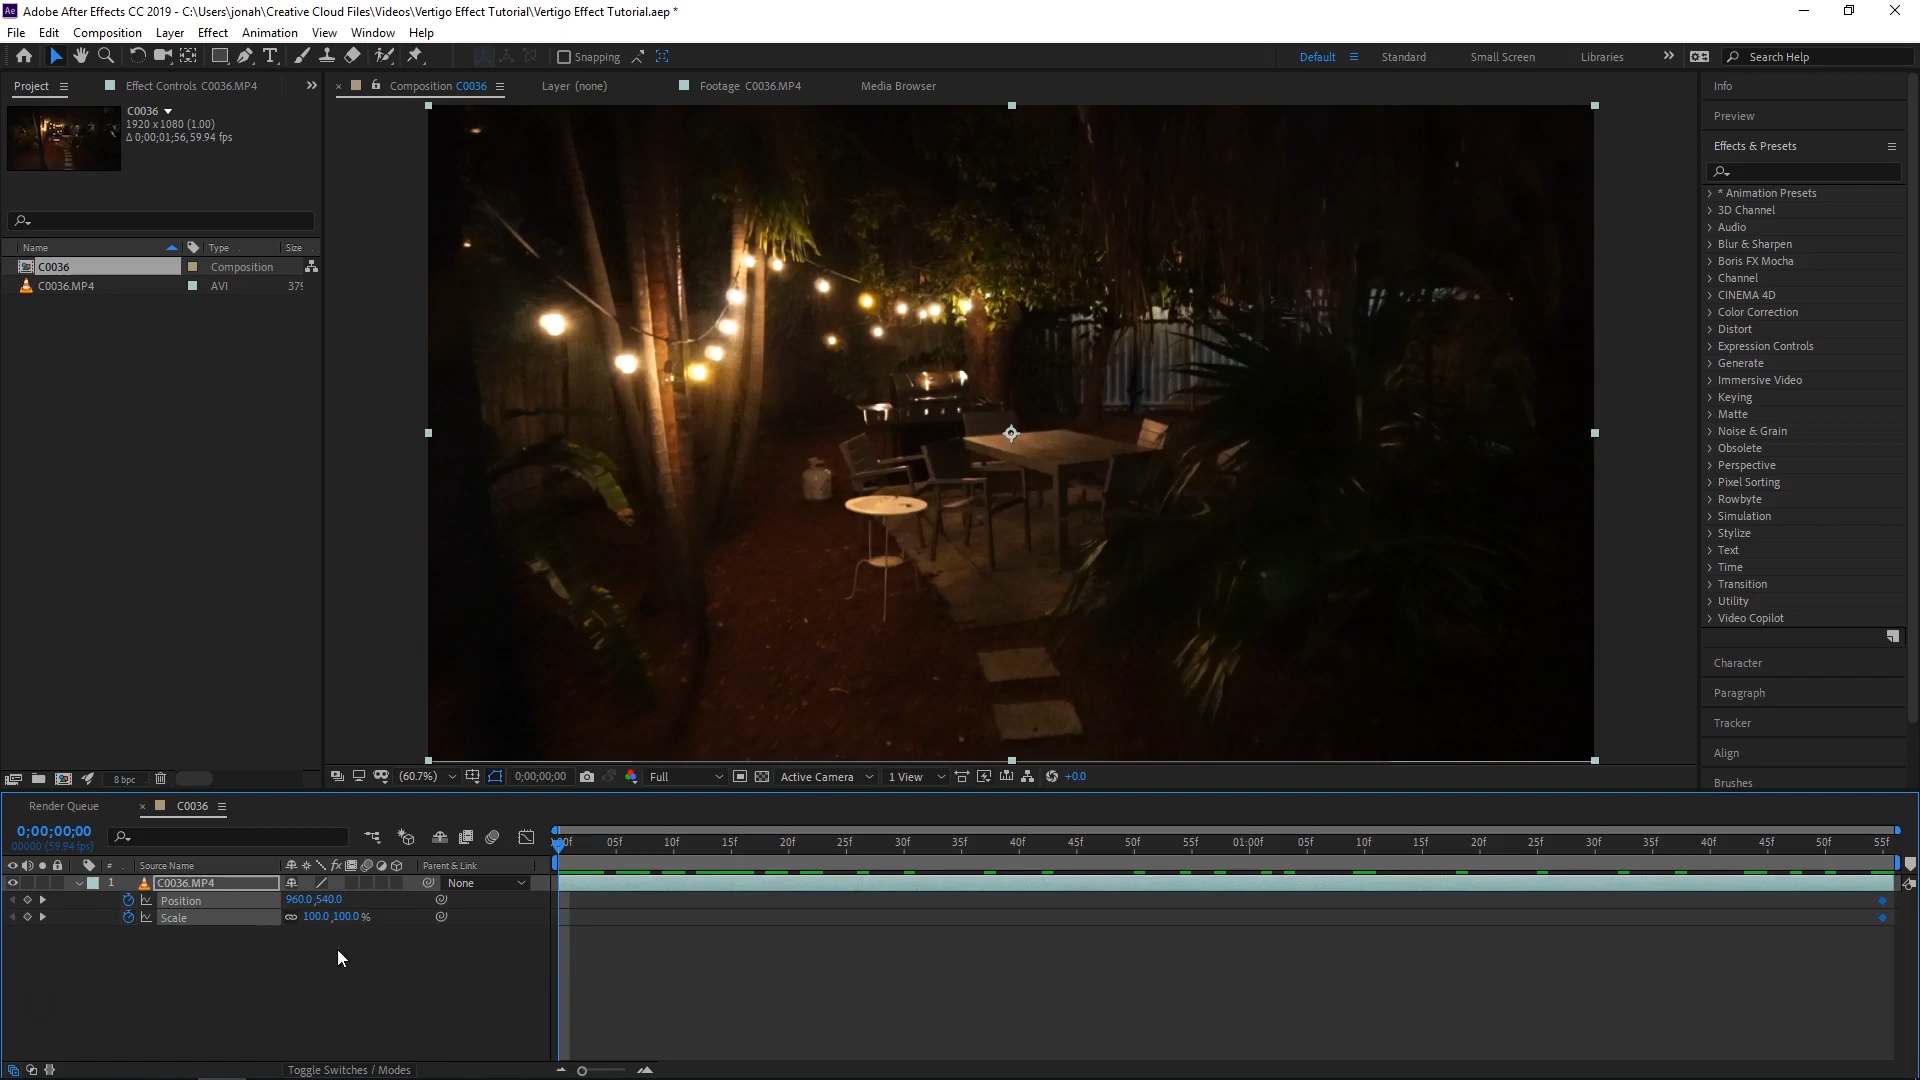 Ae Adobe After Effects CC 2019 - C:\Users\jonah\Creative Cloud Files\Videos\Vertigo Effect Tutorial\Vertigo Effect Tutorial.aep *
File Edit Composition Layer Effect Animation View Window Help
Snapping Default Standard Small Screen Libraries Search Help
Project Effect Controls C0036.MP4
Composition C0036 Layer (none) Footage C0036.MP4 Media Browser
C0036
1920 x 1080 (1.00)
Δ 0;00;01;56, 59.94 fps
Name Type Size
C0036 Composition
C0036.MP4 AVI 379
Info
Preview
Effects & Presets
* Animation Presets
3D Channel
Audio
Blur & Sharpen
Boris FX Mocha
Channel
CINEMA 4D
Color Correction
Distort
Expression Controls
Generate
Immersive Video
Keying
Matte
Noise & Grain
Obsolete
Perspective
Pixel Sorting
Rowbyte
Simulation
Stylize
Text
Time
Transition
Utility
Video Copilot
Character
Paragraph
Tracker
Align
Brushes
8 bpc
(60.7%) 0;00;00;00 Full Active Camera 1 View +0.0
Render Queue C0036
0;00;00;00
00000 (59.94 fps)
05f 10f 15f 20f 25f 30f 35f 40f 45f 50f 55f 01:00f 05f 10f 15f 20f 25f 30f 35f 40f 45f 50f 55f
# Source Name fx Parent & Link
1 C0036.MP4 None
Position 960.0,540.0
Scale 100.0,100.0 %
Toggle Switches / Modes